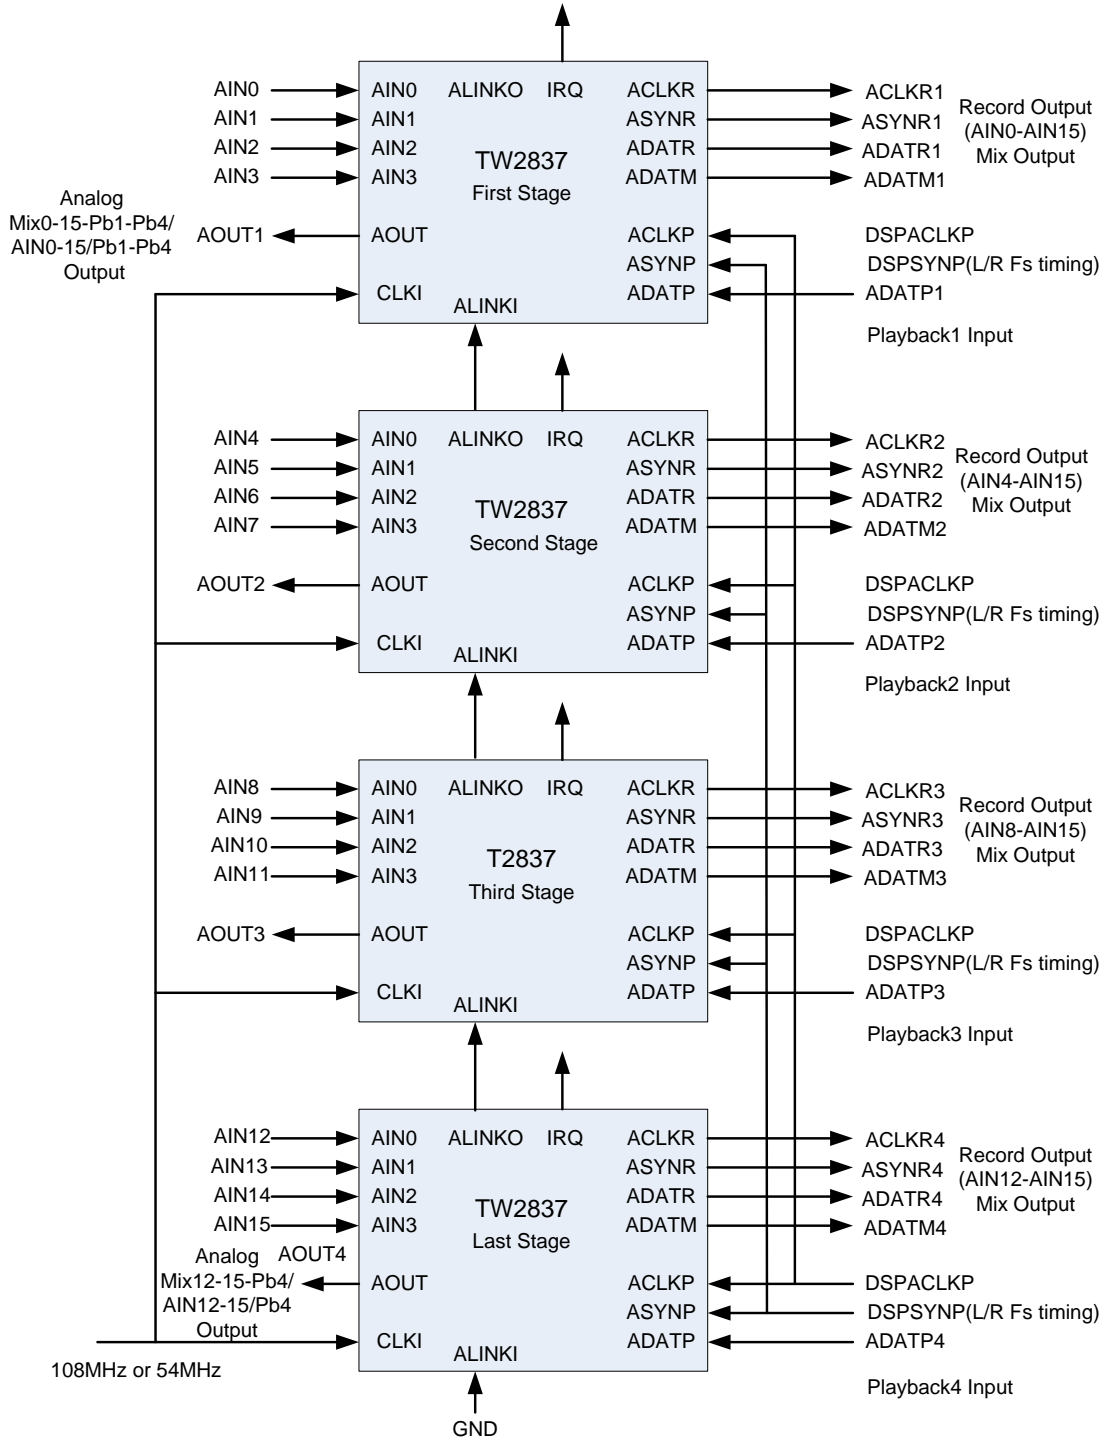 AIN0
AIN1
AIN2
AIN3
Analog
Mix0-15-Pb1-Pb4/
AIN0-15/Pb1-Pb4
Output
AOUT1
AIN0 ALINKO IRQ ACLKR
AIN1 ASYNR
AIN2 TW2837 ADATR
AIN3 First Stage ADATM
AOUT ACLKP
ASYNP
CLKI ADATP
ALINKI
ACLKR1
ASYNR1
ADATR1
ADATM1
Record Output
(AIN0-AIN15)
Mix Output
DSPACLKP
DSPSYNP(L/R Fs timing)
ADATP1
Playback1 Input
AIN4
AIN5
AIN6
AIN7
AOUT2
AIN0 ALINKO IRQ ACLKR
AIN1 ASYNR
AIN2 TW2837 ADATR
AIN3 Second Stage ADATM
AOUT ACLKP
ASYNP
CLKI ADATP
ALINKI
ACLKR2
ASYNR2
ADATR2
ADATM2
Record Output
(AIN4-AIN15)
Mix Output
DSPACLKP
DSPSYNP(L/R Fs timing)
ADATP2
Playback2 Input
AIN8
AIN9
AIN10
AIN11
AOUT3
AIN0 ALINKO IRQ ACLKR
AIN1 ASYNR
AIN2 T2837 ADATR
AIN3 Third Stage ADATM
AOUT ACLKP
ASYNP
CLKI ADATP
ALINKI
ACLKR3
ASYNR3
ADATR3
ADATM3
Record Output
(AIN8-AIN15)
Mix Output
DSPACLKP
DSPSYNP(L/R Fs timing)
ADATP3
Playback3 Input
AIN12
AIN13
AIN14
AIN15
Analog AOUT4
Mix12-15-Pb4/
AIN12-15/Pb4
Output
AIN0 ALINKO IRQ ACLKR
AIN1 ASYNR
AIN2 TW2837 ADATR
AIN3 Last Stage ADATM
AOUT ACLKP
ASYNP
CLKI ADATP
ALINKI
ACLKR4
ASYNR4
ADATR4
ADATM4
Record Output
(AIN12-AIN15)
Mix Output
DSPACLKP
DSPSYNP(L/R Fs timing)
ADATP4
Playback4 Input
108MHz or 54MHz
GND